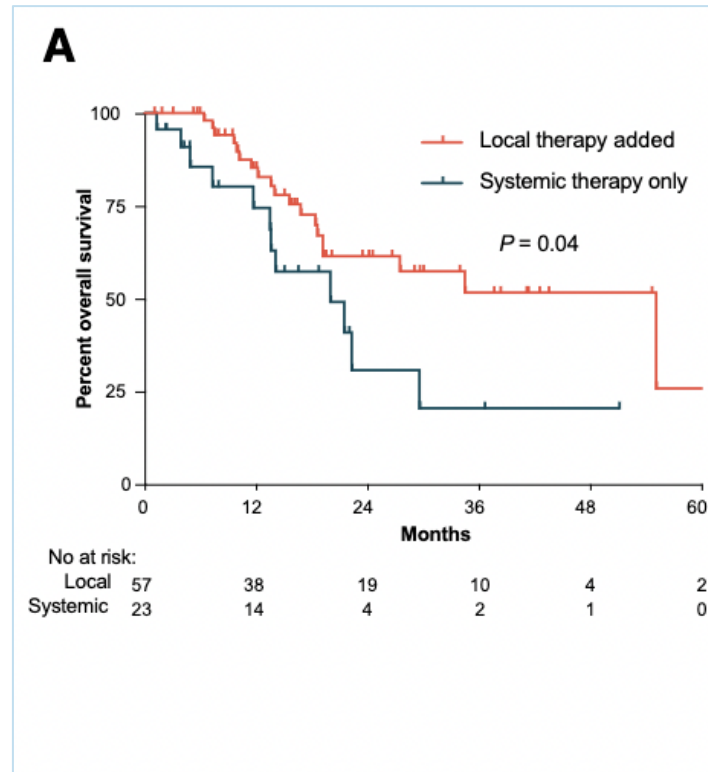 A
Percent overall survival
100
75
50
25
0
Local therapy added
Systemic therapy only
P = 0.04
0 12 24 36 48 60
Months
No at risk:
Local 57 38 19 10 4 2
Systemic 23 14 4 2 1 0